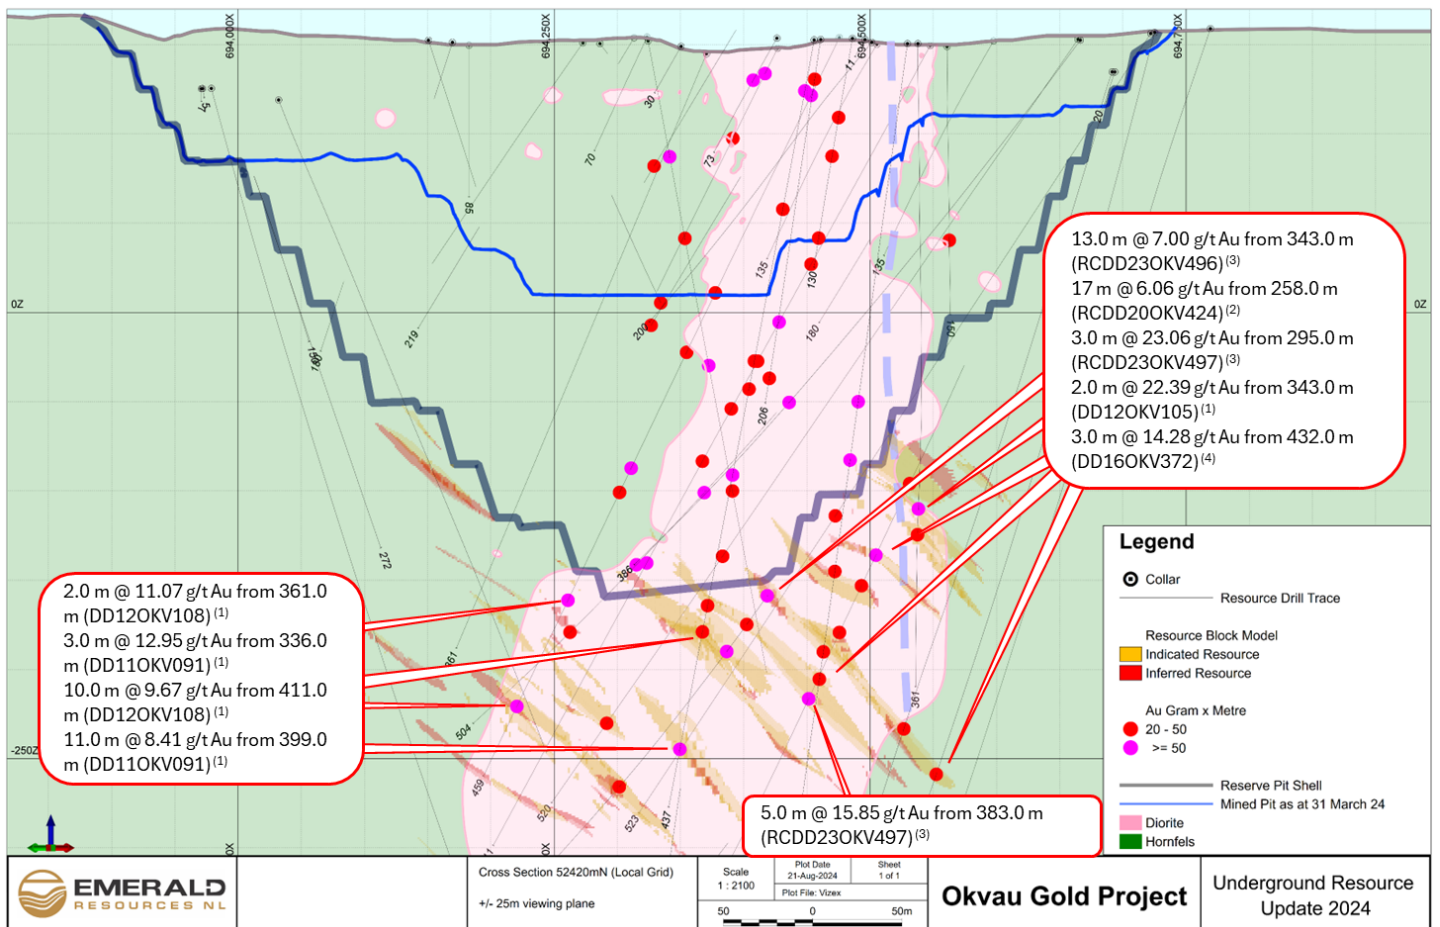 694,000X
694,250X
694,500X
694,750X
11
30
70
73
20
85
135
130
135
0Z
0Z
200
180
150
219
206
386
272
361
361
504
459
520
523
437
-250Z
13.0 m @ 7.00 g/t Au from 343.0 m
(RCDD23OKV496)(3)
17 m @ 6.06 g/t Au from 258.0 m
(RCDD20OKV424)(2)
3.0 m @ 23.06 g/t Au from 295.0 m
(RCDD23OKV497)(3)
2.0 m @ 22.39 g/t Au from 343.0 m
(DD12OKV105)(1)
3.0 m @ 14.28 g/t Au from 432.0 m
(DD16OKV372)(4)
2.0 m @ 11.07 g/t Au from 361.0
m (DD12OKV108)(1)
3.0 m @ 12.95 g/t Au from 336.0
m (DD11OKV091)(1)
10.0 m @ 9.67 g/t Au from 411.0
m (DD12OKV108)(1)
11.0 m @ 8.41 g/t Au from 399.0
m (DD11OKV091)(1)
5.0 m @ 15.85 g/t Au from 383.0 m
(RCDD23OKV497)(3)
Legend
Collar
Resource Drill Trace
Resource Block Model
Indicated Resource
Inferred Resource
Au Gram x Metre
20 - 50
>= 50
Reserve Pit Shell
Mined Pit as at 31 March 24
Diorite
Hornfels
EMERALD
RESOURCES NL
Cross Section 52420mN (Local Grid)
+/- 25m viewing plane
Scale
1 : 2100
Plot Date
21-Aug-2024
Sheet
1 of 1
Plot File: Vizex
50 0 50m
Okvau Gold Project
Underground Resource
Update 2024